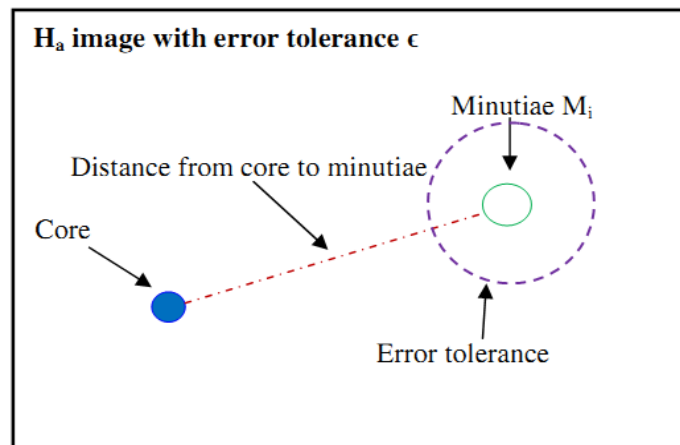 Hₐ image with error tolerance ϵ
Minutiae Mᵢ
Distance from core to minutiae
Core
Error tolerance